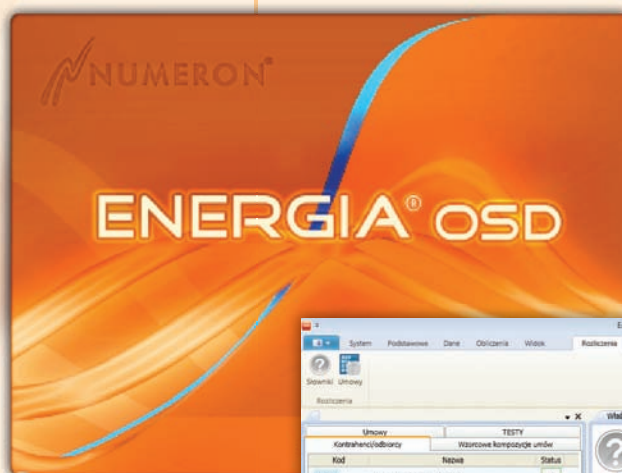 NUMERON®
ENERGIA® OSD
System Podstawowe Dane Obliczenia Widok Rozliczenia
Słowniki Umowy
Rozliczenia
Umowy TESTY
Kontrahenci/odbiorcy Wzorcowe kompozycje umów
Kod Nazwa Status